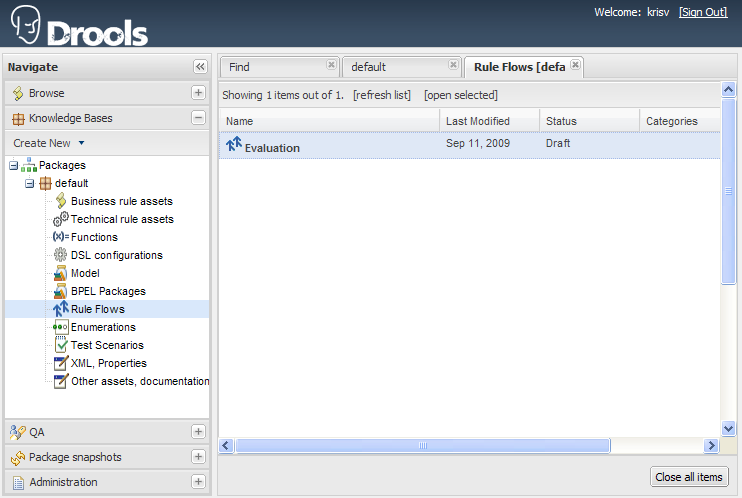 Welcome: krisv [Sign Out]
Drools
Navigate
Browse
Knowledge Bases
Create New
Packages
default
Business rule assets
Technical rule assets
(x)= Functions
DSL configurations
Model
BPEL Packages
Rule Flows
Enumerations
Test Scenarios
XML, Properties
Other assets, documentation
QA
Package snapshots
Administration
Find default Rule Flows [defa
Showing 1 items out of 1. [refresh list] [open selected]
Name Last Modified Status Categories
Evaluation Sep 11, 2009 Draft
Close all items